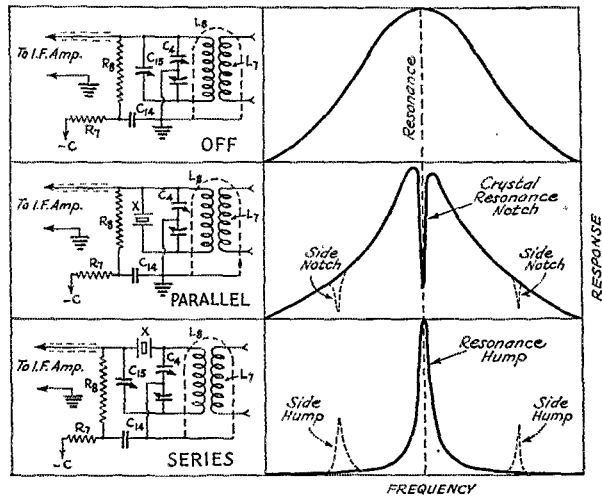 L8
C4
To I.F. Amp.
R8
C15
L7
C14
R7
-C
OFF
Resonance
L8
C4
X
To I.F. Amp.
R8
L7
R7
C14
-C
PARALLEL
Crystal
Resonance
Notch
Side
Notch
Side
Notch
RESPONSE
X
L8
C4
To I.F. Amp.
R8
C15
L7
R7
C14
-C
SERIES
Resonance
Hump
Side
Hump
Side
Hump
FREQUENCY